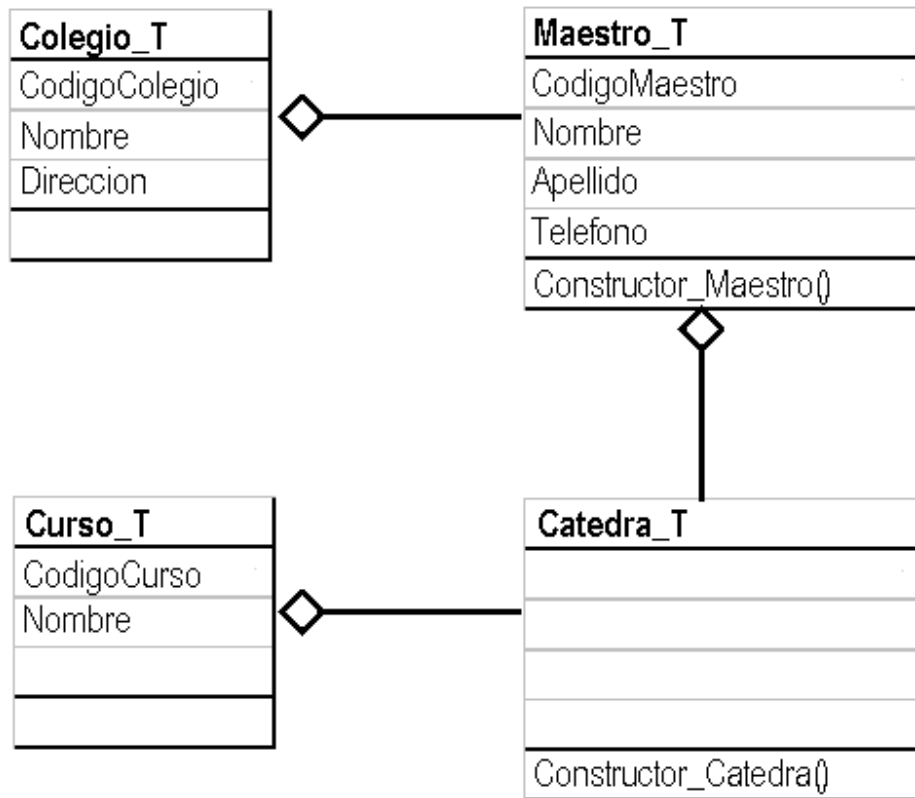 Colegio_T
CodigoColegio
Nombre
Direccion
Maestro_T
CodigoMaestro
Nombre
Apellido
Telefono
Constructor_Maestro()
Curso_T
CodigoCurso
Nombre
Catedra_T
Constructor_Catedra()